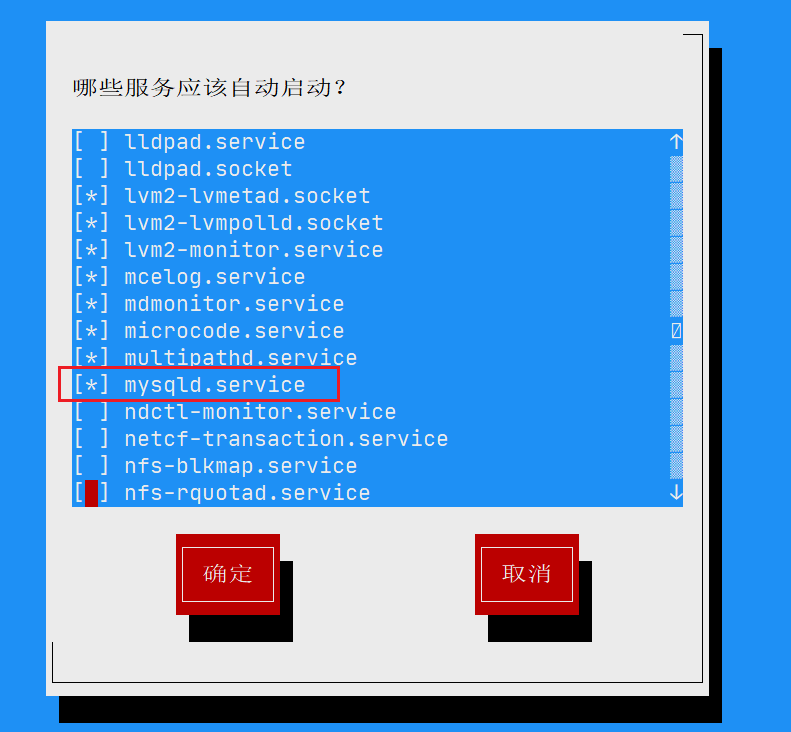 哪些服务应该自动启动?
[ ] lldpad.service
[ ] lldpad.socket
[*] lvm2-lvmetad.socket
[*] lvm2-lvmpolld.socket
[*] lvm2-monitor.service
[*] mcelog.service
[*] mdmonitor.service
[*] microcode.service
[*] multipathd.service
[*] mysqld.service
[ ] ndctl-monitor.service
[ ] netcf-transaction.service
[ ] nfs-blkmap.service
[ ] nfs-rquotad.service
确定 取消